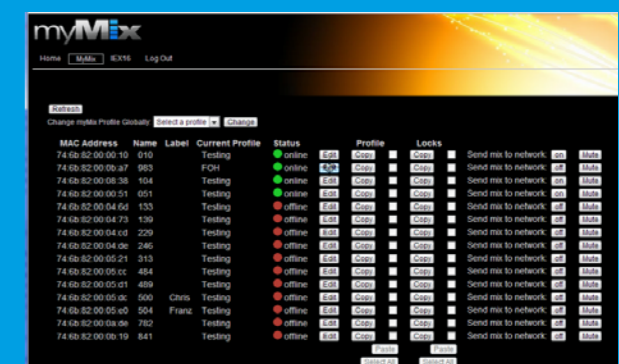 myMix
Home MyMix IEX16 Log Out
Refresh
Change myMix Profile Globally: Select a profile Change
MAC Address Name Label Current Profile Status Profile Locks
74:6b:82:00:00:10 010 Testing online Edit Copy Copy Send mix to network: on Mute
74:6b:82:00:0b:a7 983 FOH online Copy Copy Send mix to network: off Mute
74:6b:82:00:08:38 104 Testing online Edit Copy Copy Send mix to network: on Mute
74:6b:82:00:00:51 051 Testing online Edit Copy Copy Send mix to network: on Mute
74:6b:82:00:04:6d 133 Testing offline Edit Copy Copy Send mix to network: off Mute
74:6b:82:00:04:73 139 Testing offline Edit Copy Copy Send mix to network: off Mute
74:6b:82:00:04:cd 229 Testing offline Edit Copy Copy Send mix to network: off Mute
74:6b:82:00:04:de 246 Testing offline Edit Copy Copy Send mix to network: off Mute
74:6b:82:00:05:21 313 Testing offline Edit Copy Copy Send mix to network: off Mute
74:6b:82:00:05:cc 484 Testing offline Edit Copy Copy Send mix to network: off Mute
74:6b:82:00:05:d1 489 Testing offline Edit Copy Copy Send mix to network: off Mute
74:6b:82:00:05:dc 500 Chris Testing offline Edit Copy Copy Send mix to network: off Mute
74:6b:82:00:05:e0 504 Franz Testing offline Edit Copy Copy Send mix to network: off Mute
74:6b:82:00:0a:de 782 Testing offline Edit Copy Copy Send mix to network: off Mute
74:6b:82:00:0b:19 841 Testing offline Edit Copy Copy Send mix to network: off Mute
Paste Paste
Select All Select All